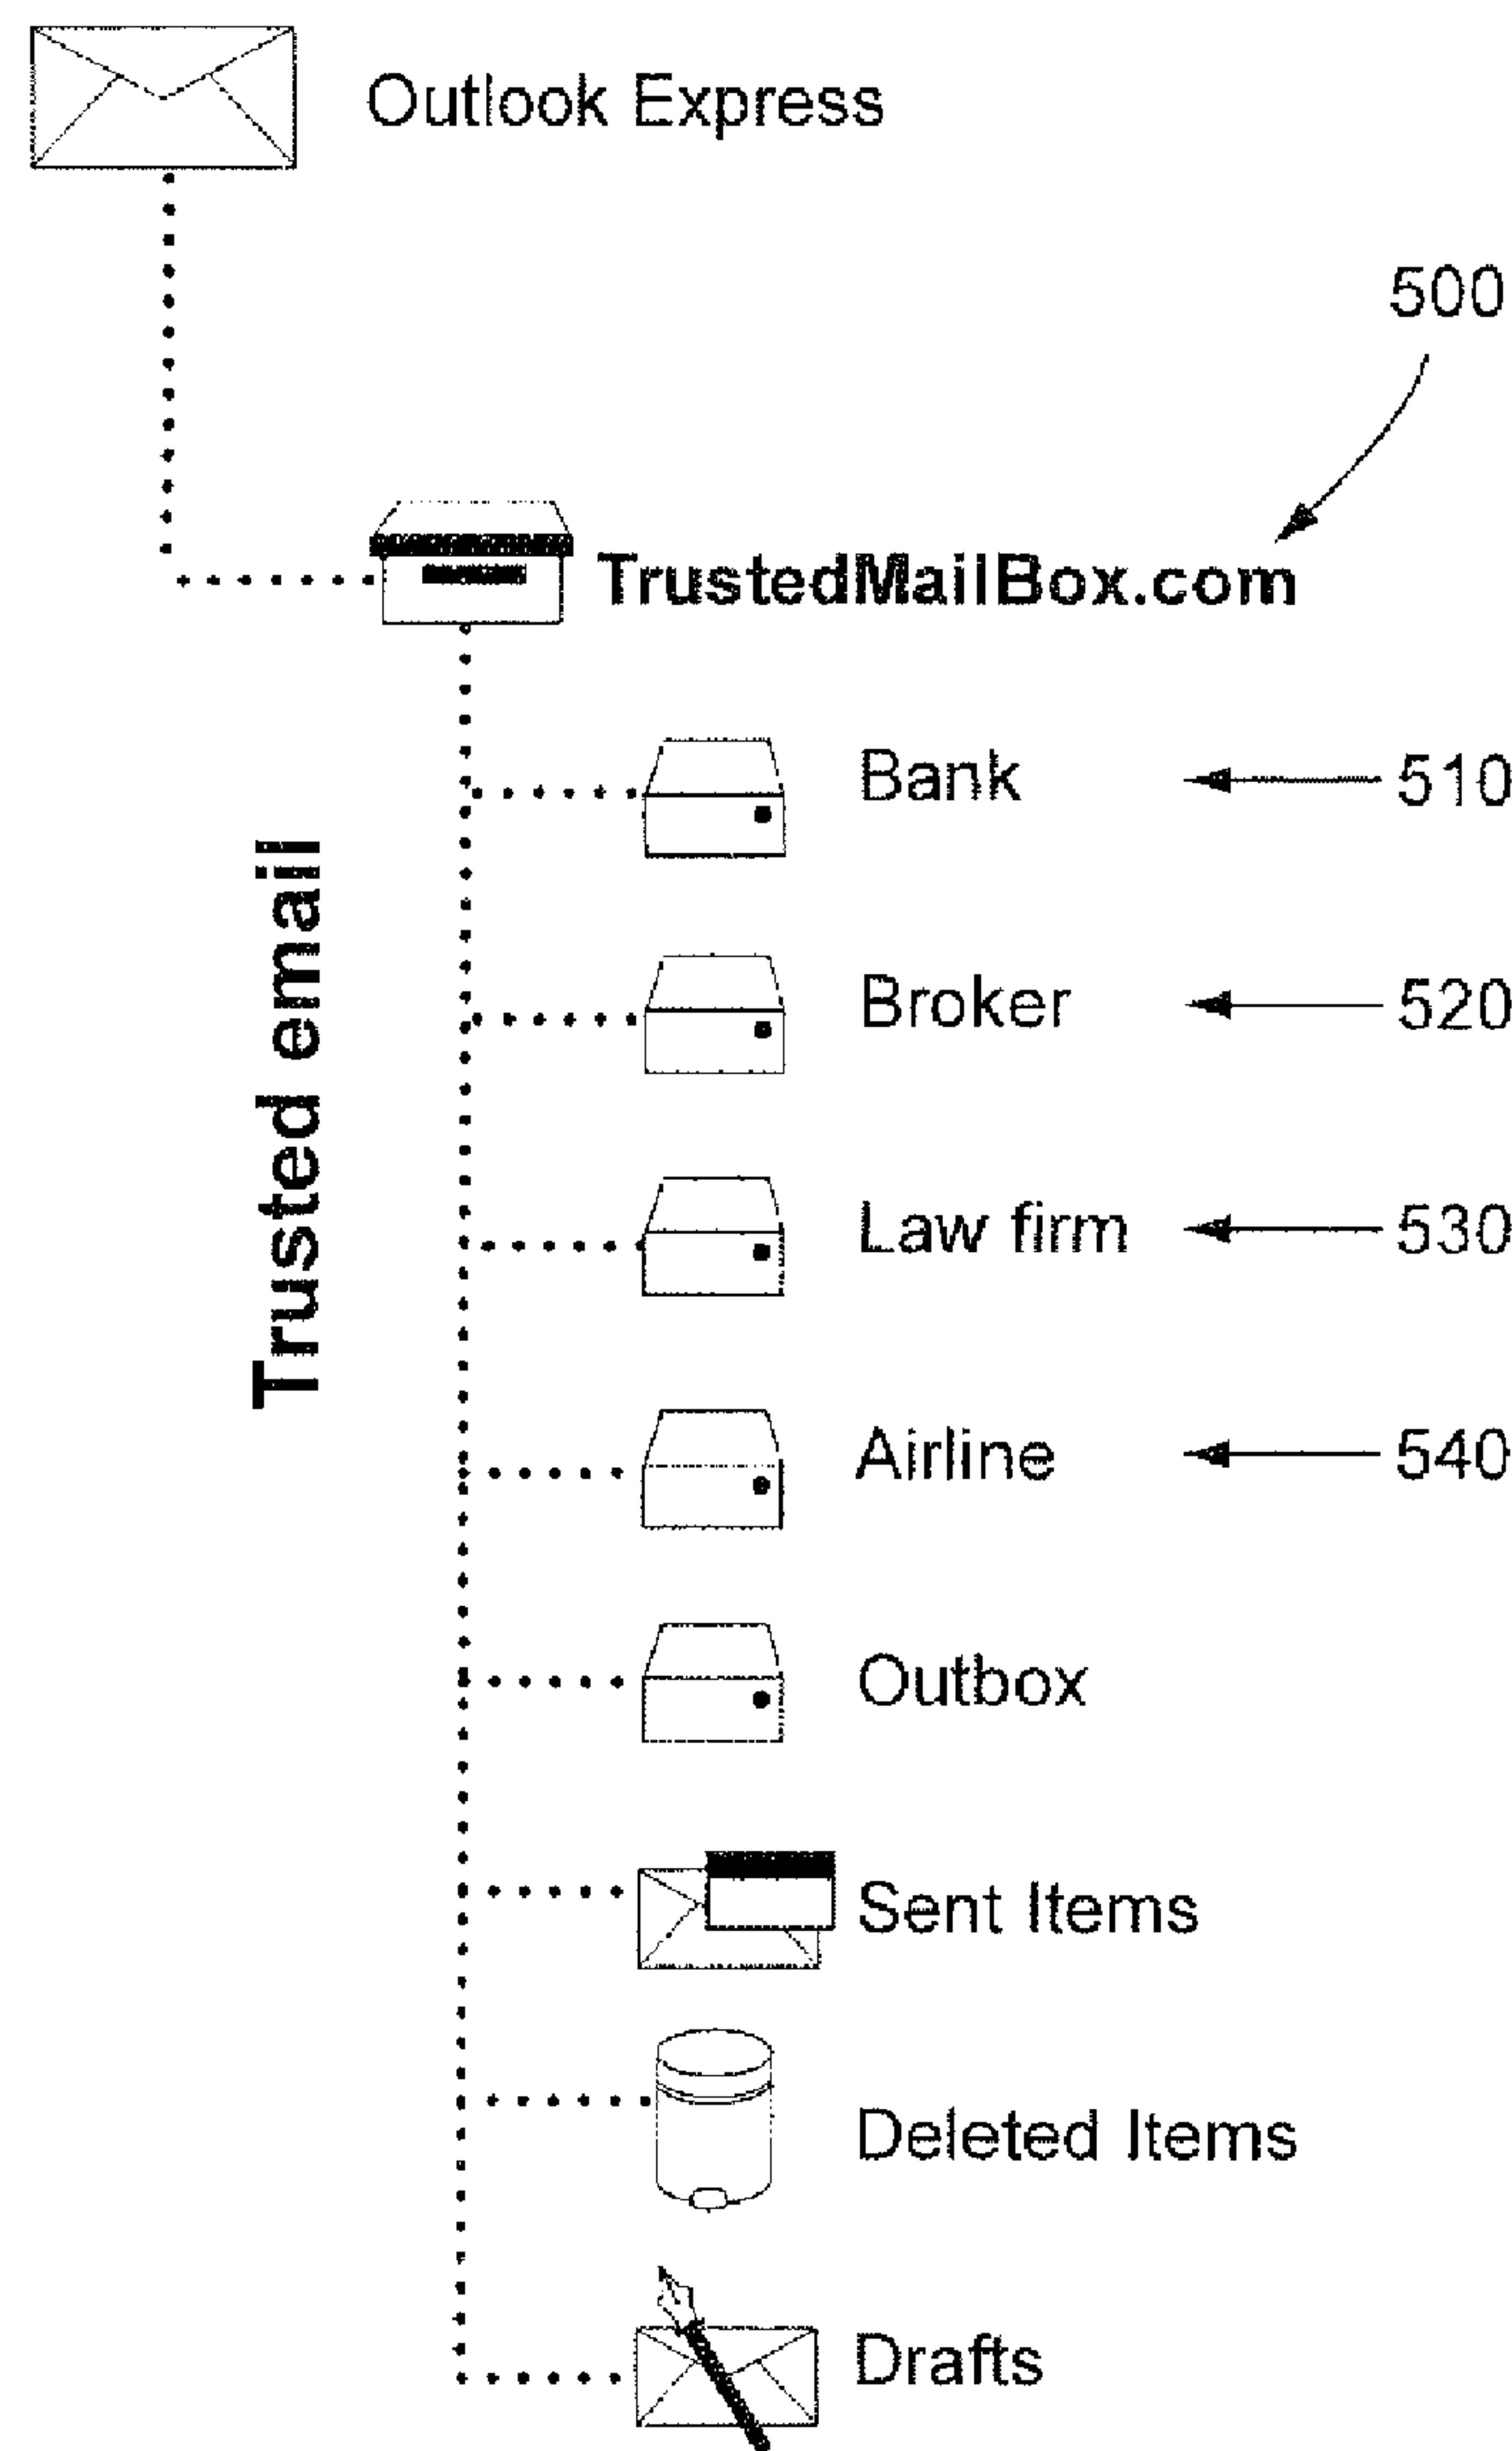 Outlook Express
500
TrustedMailBox.com
Bank 510
Broker 520
Trusted email
Law firm 530
Airline 540
Outbox
Sent Items
Deleted Items
Drafts